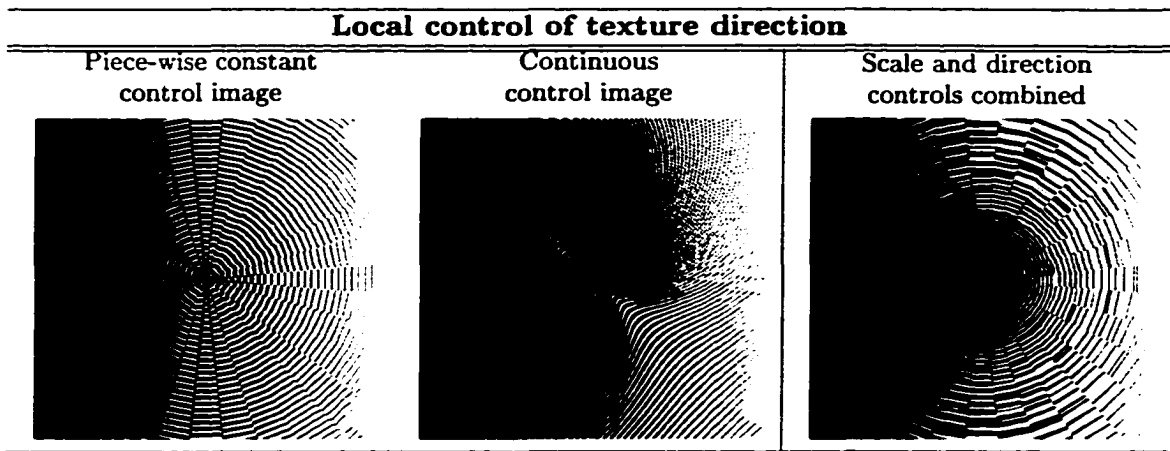 Local control of texture direction
Piece-wise constant
control image
Continuous
control image
Scale and direction
controls combined